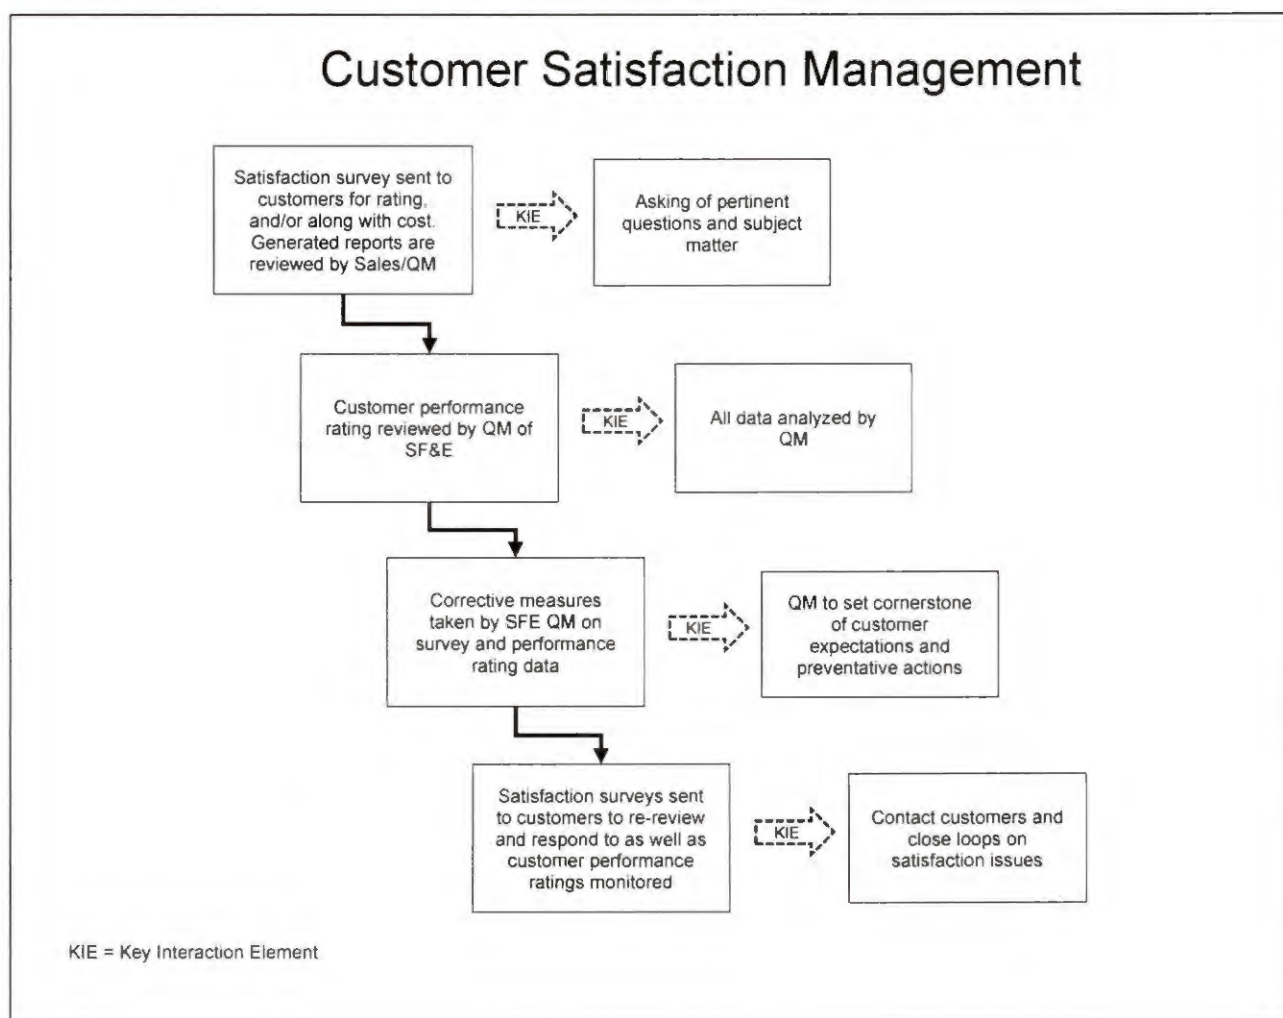 Customer Satisfaction Management
Satisfaction survey sent to
customers for rating,
and/or along with cost.
Generated reports are
reviewed by Sales/QM
KIE
Asking of pertinent
questions and subject
matter
Customer performance
rating reviewed by QM of
SF&E
KIE
All data analyzed by
QM
Corrective measures
taken by SFE QM on
survey and performance
rating data
KIE
QM to set cornerstone
of customer
expectations and
preventative actions
Satisfaction surveys sent
to customers to re-review
and respond to as well as
customer performance
ratings monitored
KIE
Contact customers and
close loops on
satisfaction issues
KIE = Key Interaction Element